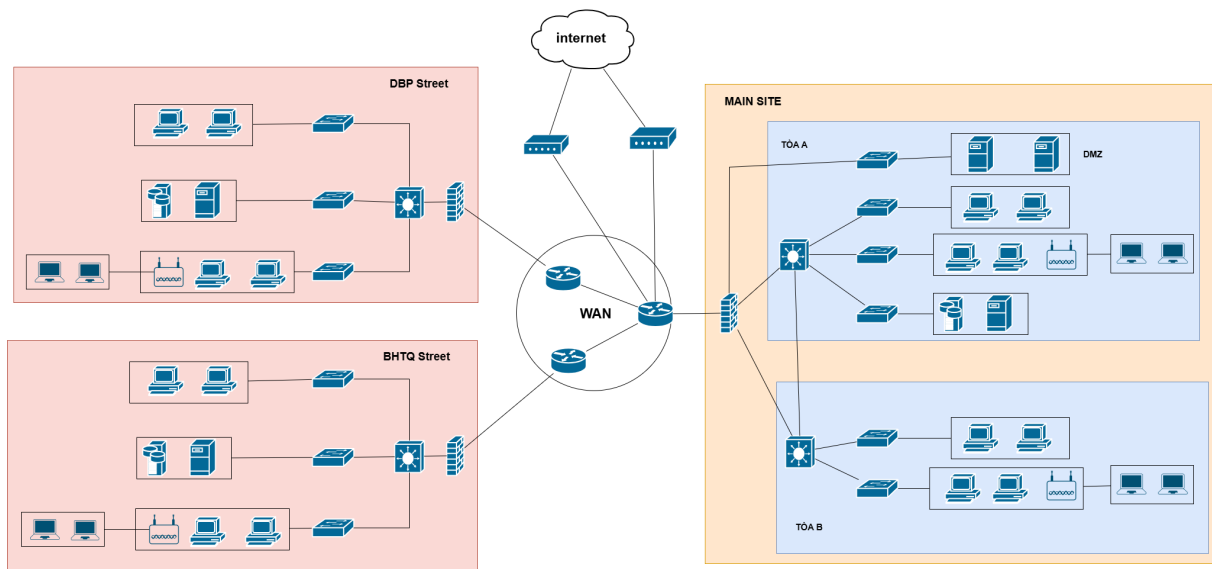 internet
DBP Street
MAIN SITE
TÒA A
DMZ
WAN
BHTQ Street
TÒA B